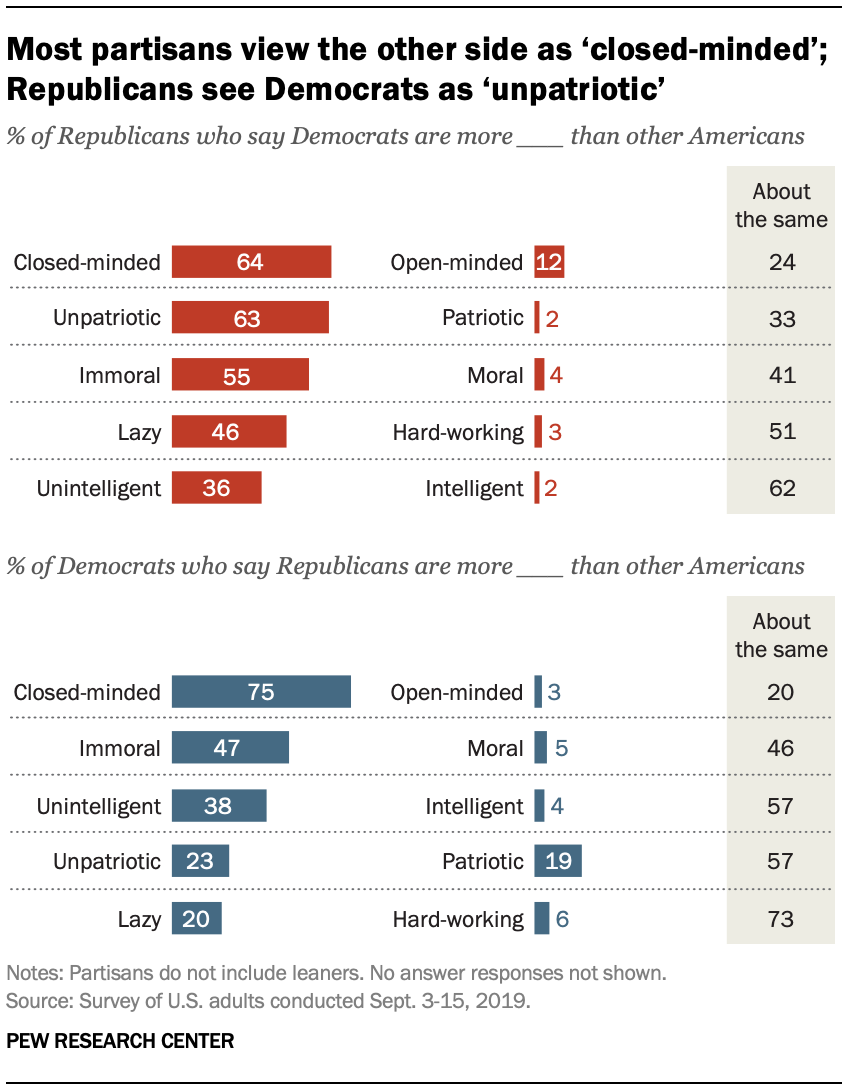 Most partisans view the other side as ‘closed-minded’;
Republicans see Democrats as ‘unpatriotic’
% of Republicans who say Democrats are more ___ than other Americans
About
the same
Closed-minded 64 Open-minded 12 24
Unpatriotic 63 Patriotic 2 33
Immoral 55 Moral 4 41
Lazy 46 Hard-working 3 51
Unintelligent 36 Intelligent 2 62
% of Democrats who say Republicans are more ___ than other Americans
About
the same
Closed-minded 75 Open-minded 3 20
Immoral 47 Moral 5 46
Unintelligent 38 Intelligent 4 57
Unpatriotic 23 Patriotic 19 57
Lazy 20 Hard-working 6 73
Notes: Partisans do not include leaners. No answer responses not shown.
Source: Survey of U.S. adults conducted Sept. 3-15, 2019.
PEW RESEARCH CENTER